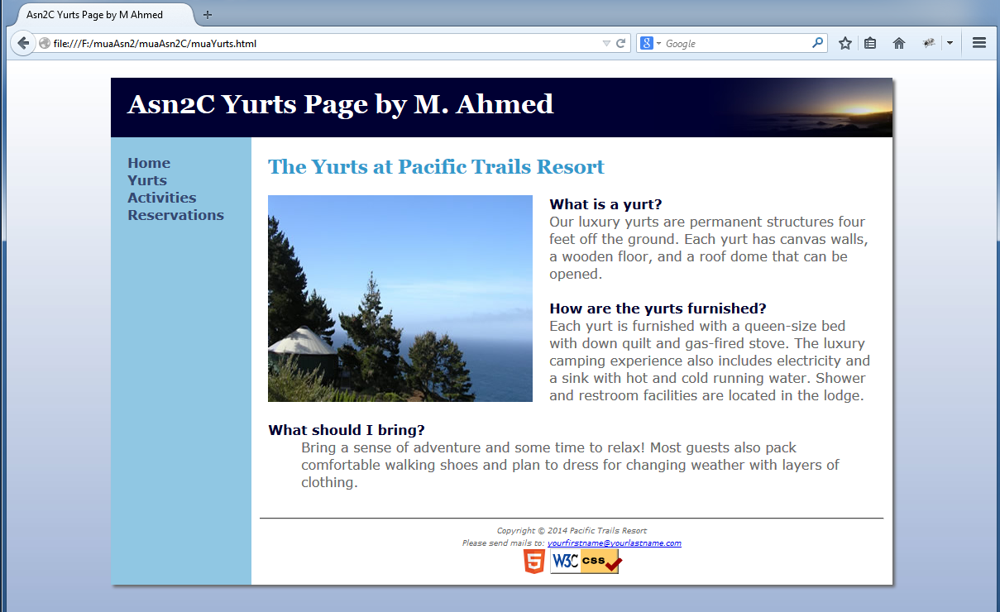 Asn2C Yurts Page by M Ahmed
file:///F:/muaAsn2/muaAsn2C/muaYurts.html
8 Google
Asn2C Yurts Page by M. Ahmed
Home
Yurts
Activities
Reservations
The Yurts at Pacific Trails Resort
What is a yurt?
Our luxury yurts are permanent structures four
feet off the ground. Each yurt has canvas walls,
a wooden floor, and a roof dome that can be
opened.
How are the yurts furnished?
Each yurt is furnished with a queen-size bed
with down quilt and gas-fired stove. The luxury
camping experience also includes electricity and
a sink with hot and cold running water. Shower
and restroom facilities are located in the lodge.
What should I bring?
Bring a sense of adventure and some time to relax! Most guests also pack
comfortable walking shoes and plan to dress for changing weather with layers of
clothing.
Copyright © 2014 Pacific Trails Resort
Please send mails to: yourfirstname@yourlastname.com
5 W3C css